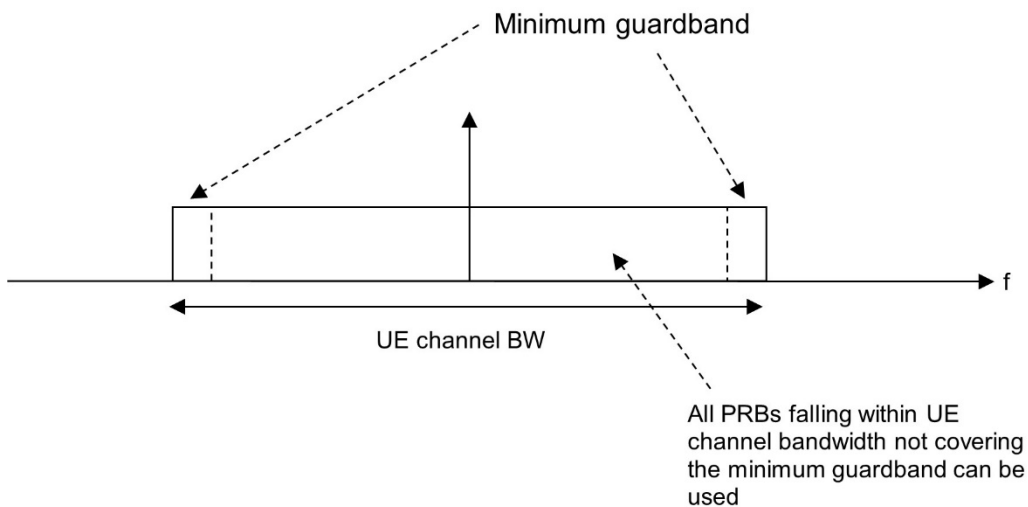 Minimum guardband
f
UE channel BW
All PRBs falling within UE
channel bandwidth not covering
the minimum guardband can be
used